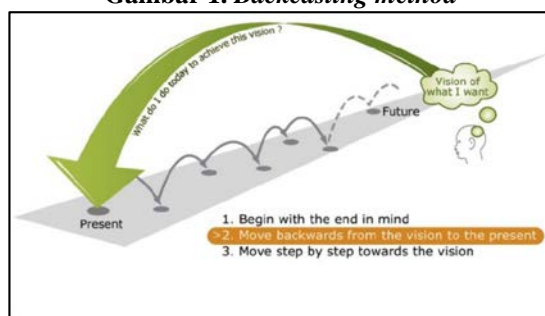 Gambar 1. Backcasting method
What do I do today to achieve this vision ?
Vision of
what I want
Future
Present
1. Begin with the end in mind
>2. Move backwards from the vision to the present
3. Move step by step towards the vision